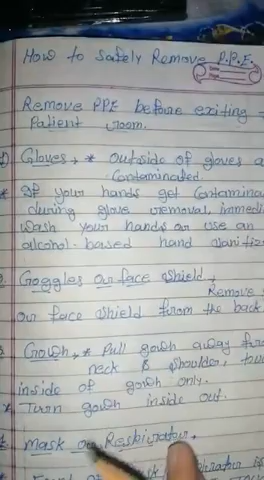 How to Safely Remove P.P.E.
Remove PPE before exiting
Patient room.
Gloves, * outside of gloves
contaminated.
* If your hands get contamina
during glove removal, immedi
wash your hands or use an
alcohol-based hand saniti
Goggles or face shield,
Remove
or face shield from the back
Gown, * Pull gown away fr
neck & shoulder, tou
inside of gown only.
* Turn gown inside out.
Mask or Respirator.